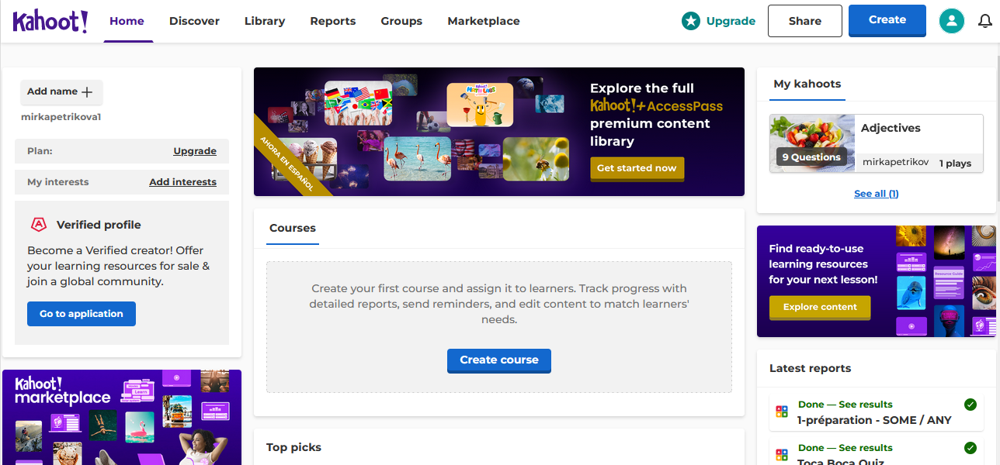 Kahoot!
Home
Discover
Library
Reports
Groups
Marketplace
Upgrade
Share
Create
Add name
mirkapetrikova1
Plan:
Upgrade
My interests
Add interests
Verified profile
Become a Verified creator! Offer
your learning resources for sale &
join a global community.
Go to application
Kahoot!
marketplace
Learn
AHORA EN ESPAÑOL
Kahoot!
MATH LABS
Explore the full
Kahoot!+ AccessPass
premium content
library
Get started now
Courses
Create your first course and assign it to learners. Track progress with
detailed reports, send reminders, and edit content to match learners'
needs.
Create course
Top picks
My kahoots
9 Questions
Adjectives
mirkapetrikov
1 plays
See all (1)
Find ready-to-use
learning resources
for your next lesson!
Explore content
Resource Guide
Latest reports
Done — See results
1-préparation - SOME / ANY
Done — See results
Toca Boca Quiz